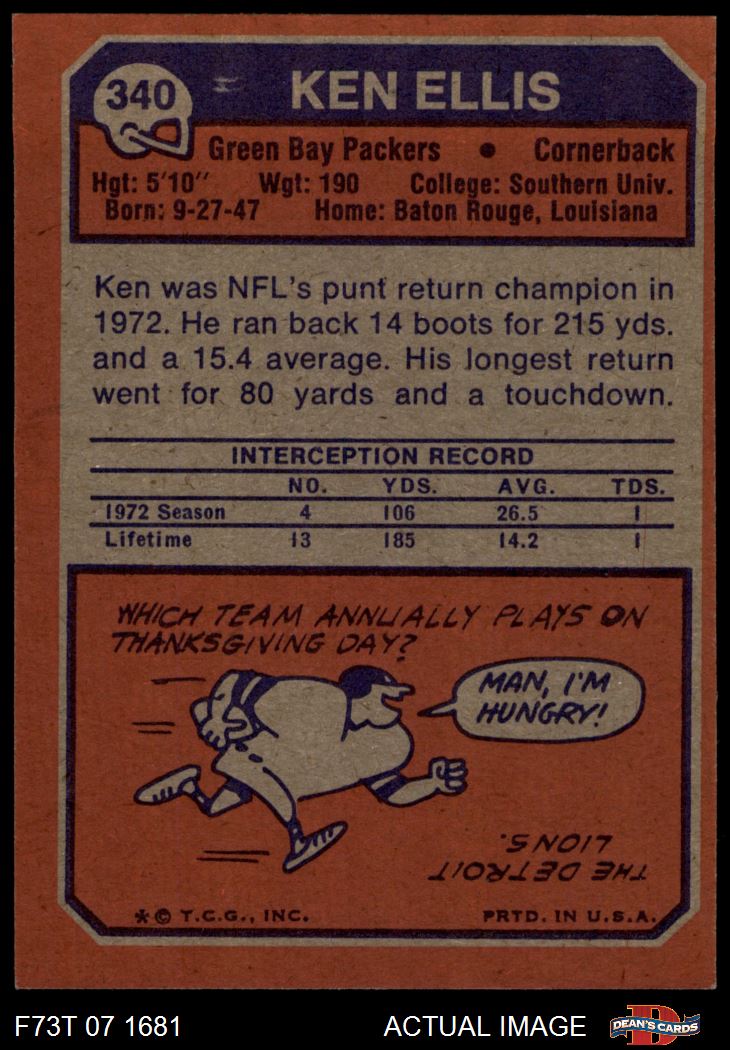 340
KEN ELLIS
Green Bay Packers • Cornerback
Hgt: 5'10" Wgt: 190 College: Southern Univ.
Born: 9-27-47 Home: Baton Rouge, Louisiana
Ken was NFL's punt return champion in
1972. He ran back 14 boots for 215 yds.
and a 15.4 average. His longest return
went for 80 yards and a touchdown.
INTERCEPTION RECORD
NO. YDS. AVG. TDS.
1972 Season 4 106 26.5 1
Lifetime 13 185 14.2 1
WHICH TEAM ANNUALLY PLAYS ON
THANKSGIVING DAY?
MAN, I'M
HUNGRY!
THE DETROIT
LIONS.
*© T.C.G., INC. PRTD. IN U.S.A.
F73T 07 1681 ACTUAL IMAGE D DEAN'S CARDS